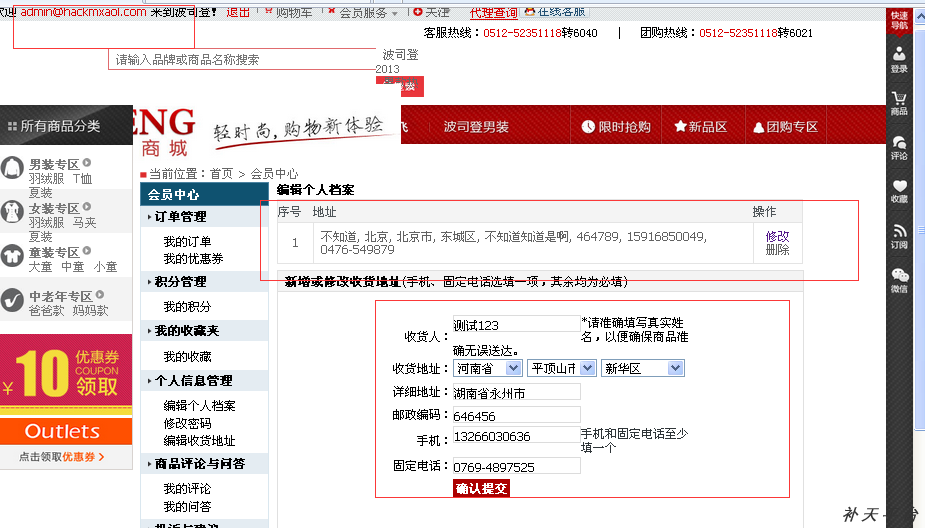 欢迎 admin@hackmxaol.com 来到波司登! 退出 购物车 会员服务 天津 代理查询 在线客服
客服热线：0512-52351118转6040 | 团购热线：0512-52351118转6021
请输入品牌或商品名称搜索
波司登
2013
所有商品分类
ENG
商 城
轻时尚,购物新体验
波司登男装
限时抢购
新品区
团购专区
快速导航
登录
商品
评论
收藏
订阅
微信
男装专区
羽绒服 T恤
夏装
女装专区
羽绒服 马夹
夏装
童装专区
大童 中童 小童
中老年专区
爸爸款 妈妈款
¥10 优惠券
COUPON
领取
Outlets
点击领取优惠券 >
当前位置：首页 > 会员中心
会员中心
订单管理
我的订单
我的优惠券
积分管理
我的积分
我的收藏夹
我的收藏
个人信息管理
编辑个人档案
修改密码
编辑收货地址
商品评论与问答
我的评论
我的问答
投诉与建议
编辑个人档案
序号 地址 操作
1 不知道, 北京, 北京市, 东城区, 不知道知道是啊, 464789, 15916850049, 0476-549879 修改 删除
新增或修改收货地址(手机、固定电话选填一项，其余均为必填)
收货人： 测试123 *请准确填写真实姓名，以便确保商品准确无误送达。
收货地址： 河南省 平顶山市 新华区
详细地址： 湖南省永州市
邮政编码： 646456
手机： 13266030636 手机和固定电话至少填一个
固定电话： 0769-4897525
确认提交